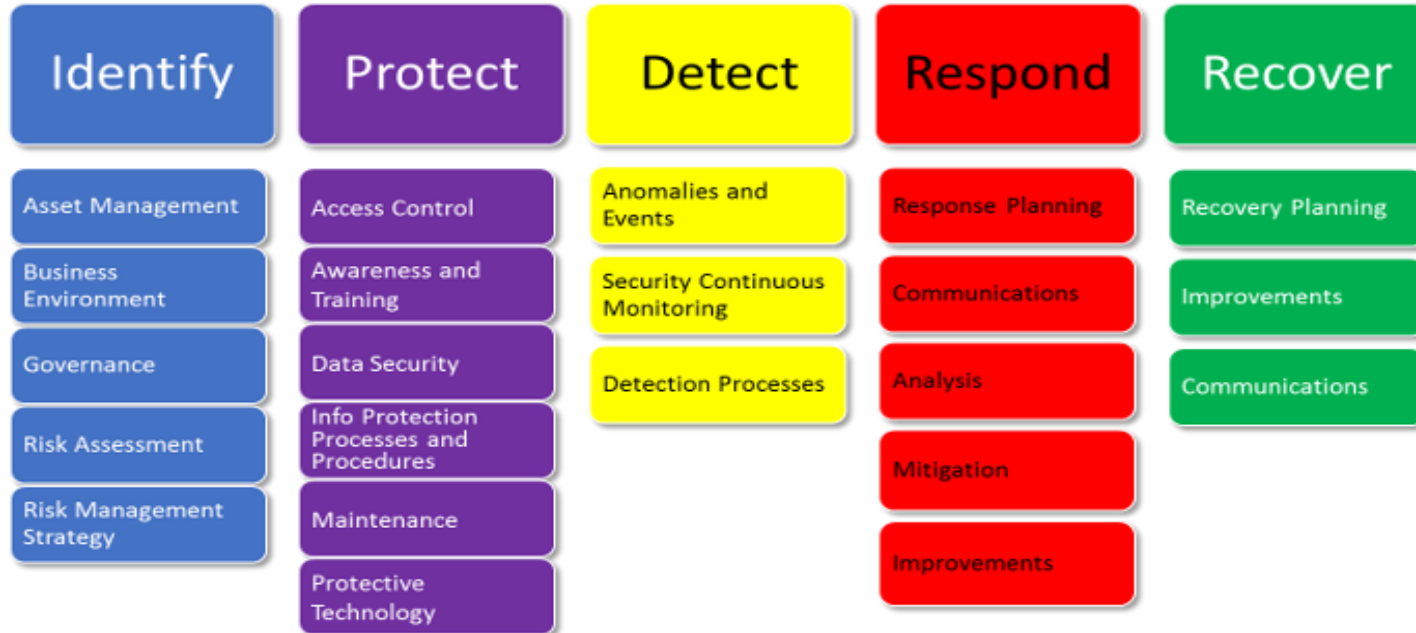 Identify
Protect
Detect
Respond
Recover
Asset Management
Business
Environment
Governance
Risk Assessment
Risk Management
Strategy
Access Control
Awareness and
Training
Data Security
Info Protection
Processes and
Procedures
Maintenance
Protective
Technology
Anomalies and
Events
Security Continuous
Monitoring
Detection Processes
Response Planning
Communications
Analysis
Mitigation
Improvements
Recovery Planning
Improvements
Communications